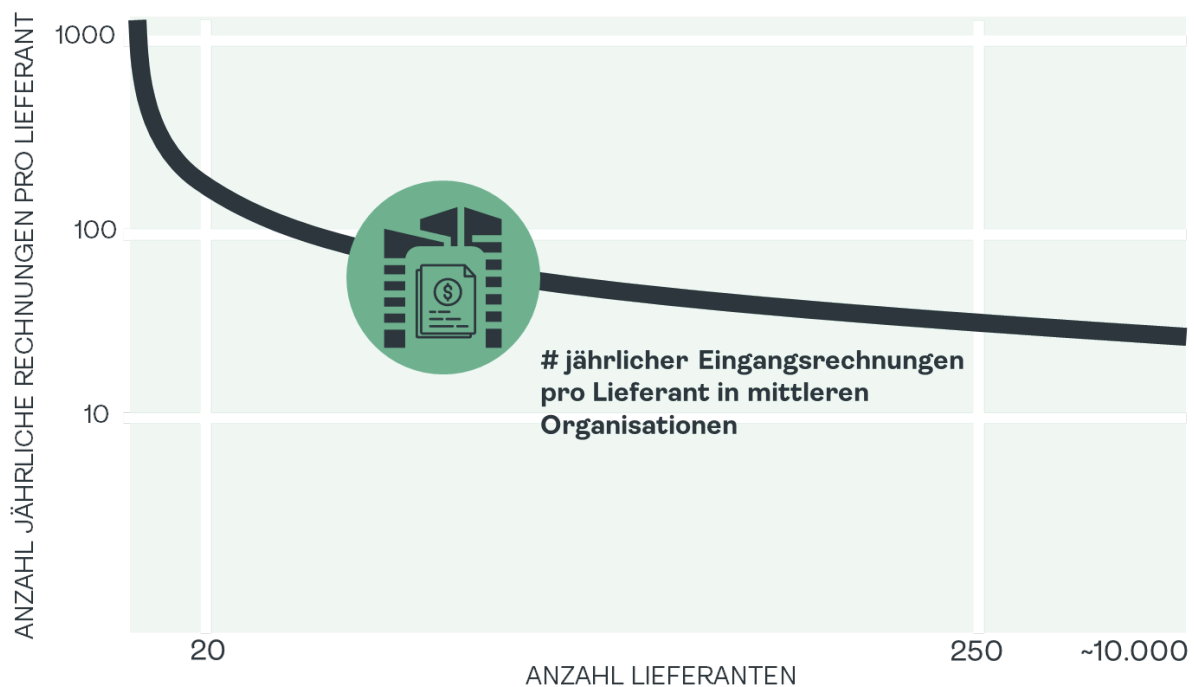 ANZAHL JÄHRLICHE RECHNUNGEN PRO LIEFERANT
1000
100
10
$
# jährlicher Eingangsrechnungen
pro Lieferant in mittleren
Organisationen
20
250
~10.000
ANZAHL LIEFERANTEN